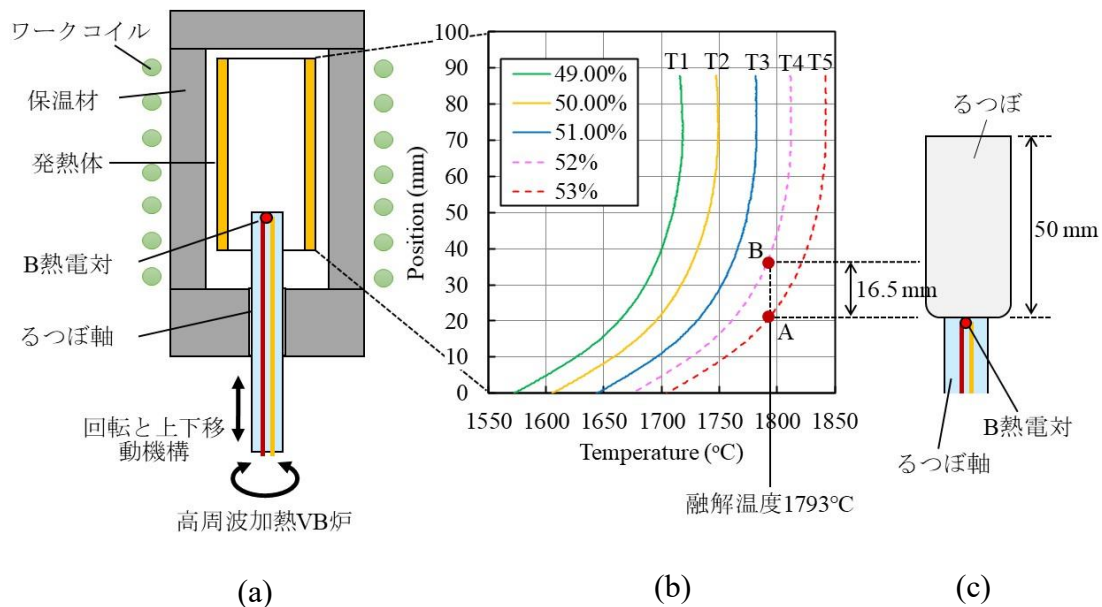 ワークコイル
保温材
発熱体
B熱電対
るつぼ軸
回転と上下移
動機構
高周波加熱VB炉
(a)
Position (mm)
100
90
80
70
60
50
40
30
20
10
0
49.00%
50.00%
51.00%
52%
53%
T1
T2
T3
T4
T5
B
A
1550
1600
1650
1700
1750
1800
1850
Temperature (°C)
融解温度1793°C
16.5 mm
(b)
るつぼ
50 mm
B熱電対
るつぼ軸
(c)